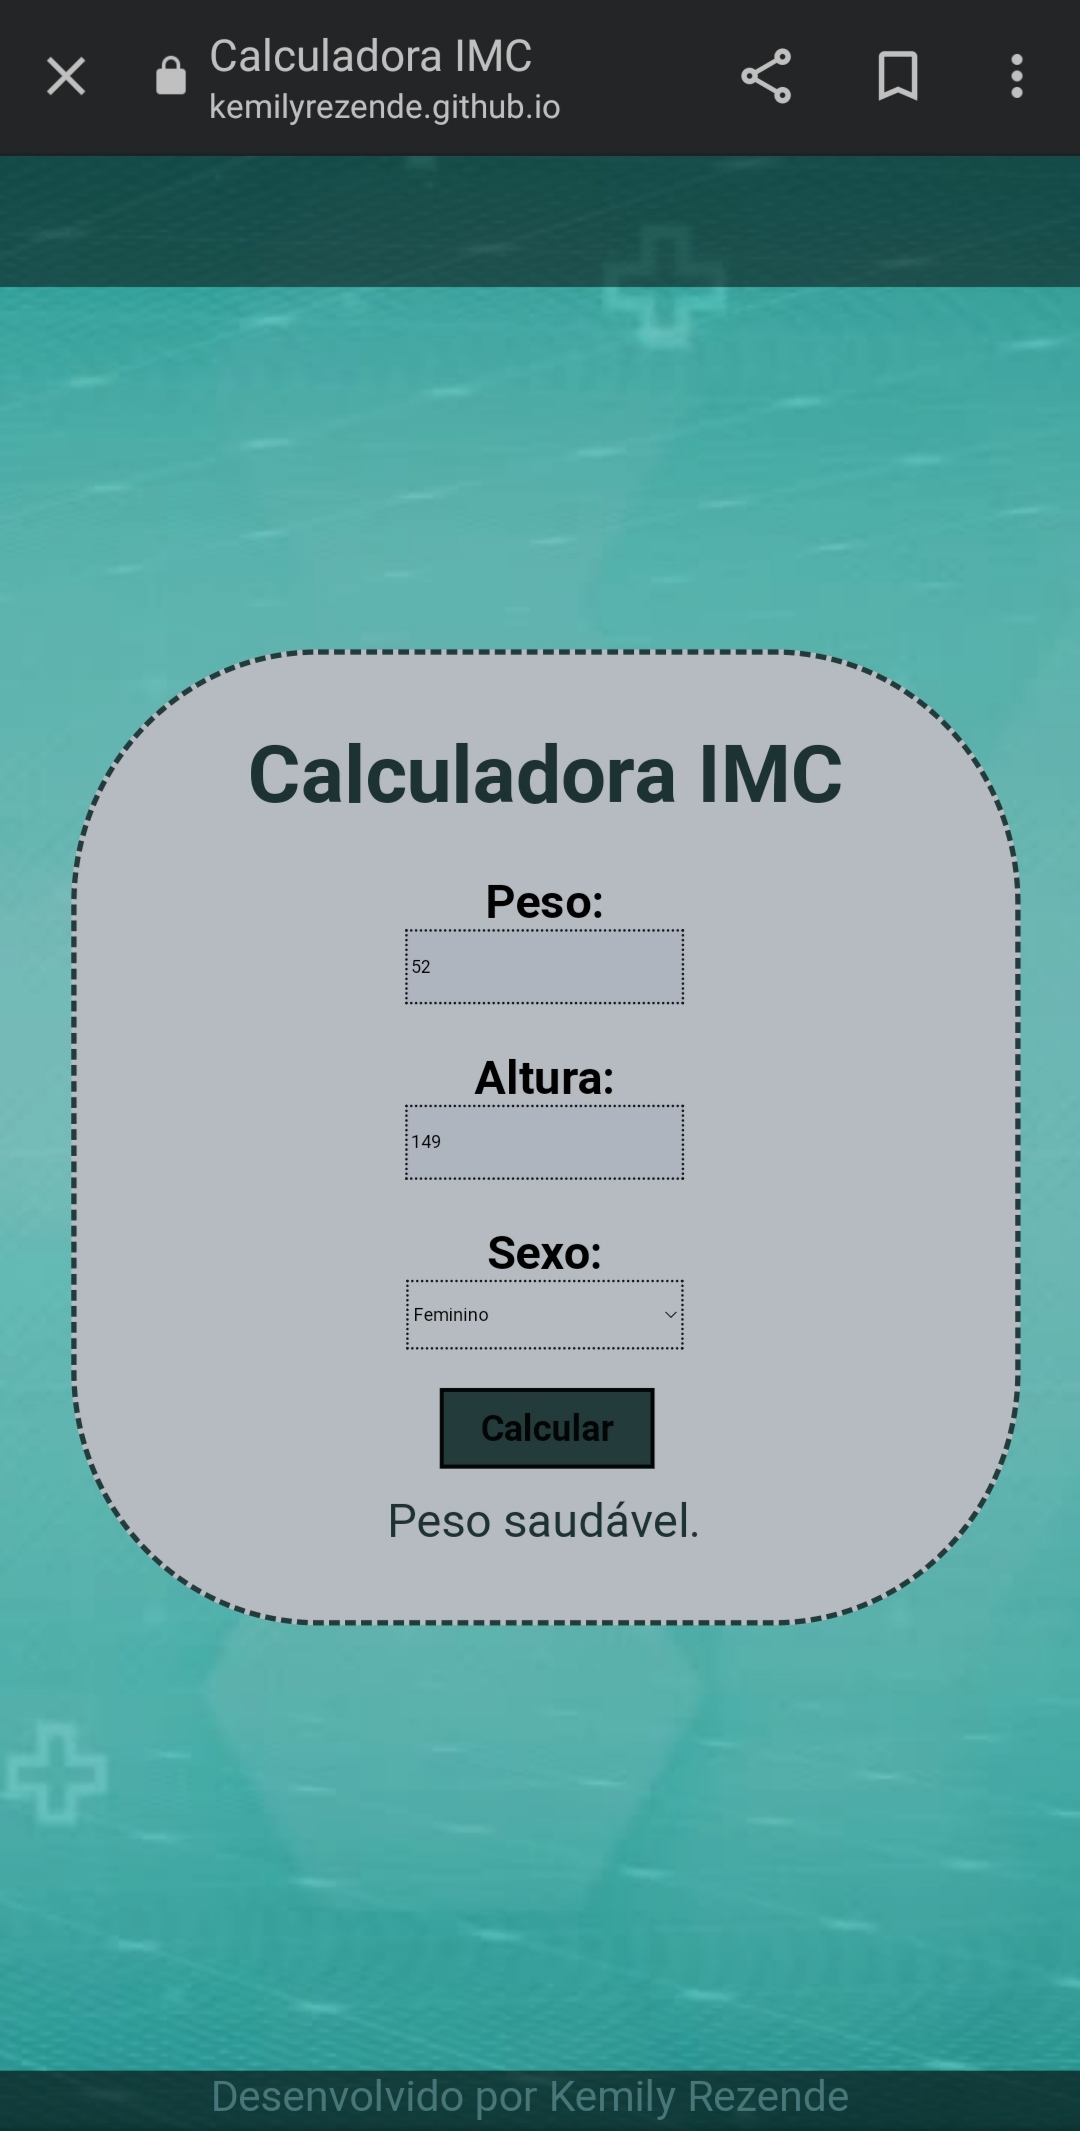 Calculadora IMC
kemilyrezende.github.io
Calculadora IMC
Peso:
52
Altura:
149
Sexo:
Feminino
Calcular
Peso saudável.
Desenvolvido por Kemily Rezende